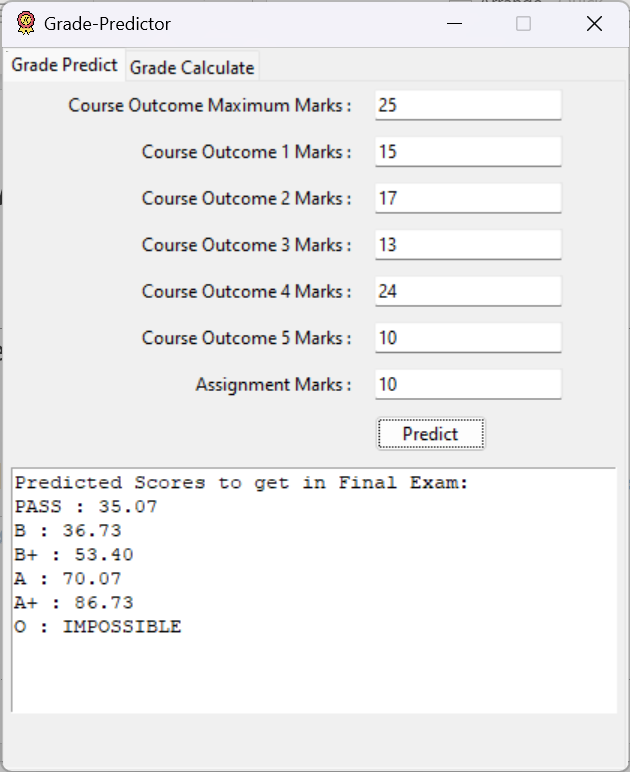 Grade-Predictor
Grade Predict Grade Calculate
Course Outcome Maximum Marks : 25
Course Outcome 1 Marks : 15
Course Outcome 2 Marks : 17
Course Outcome 3 Marks : 13
Course Outcome 4 Marks : 24
Course Outcome 5 Marks : 10
Assignment Marks : 10
Predict
Predicted Scores to get in Final Exam:
PASS : 35.07
B : 36.73
B+ : 53.40
A : 70.07
A+ : 86.73
O : IMPOSSIBLE